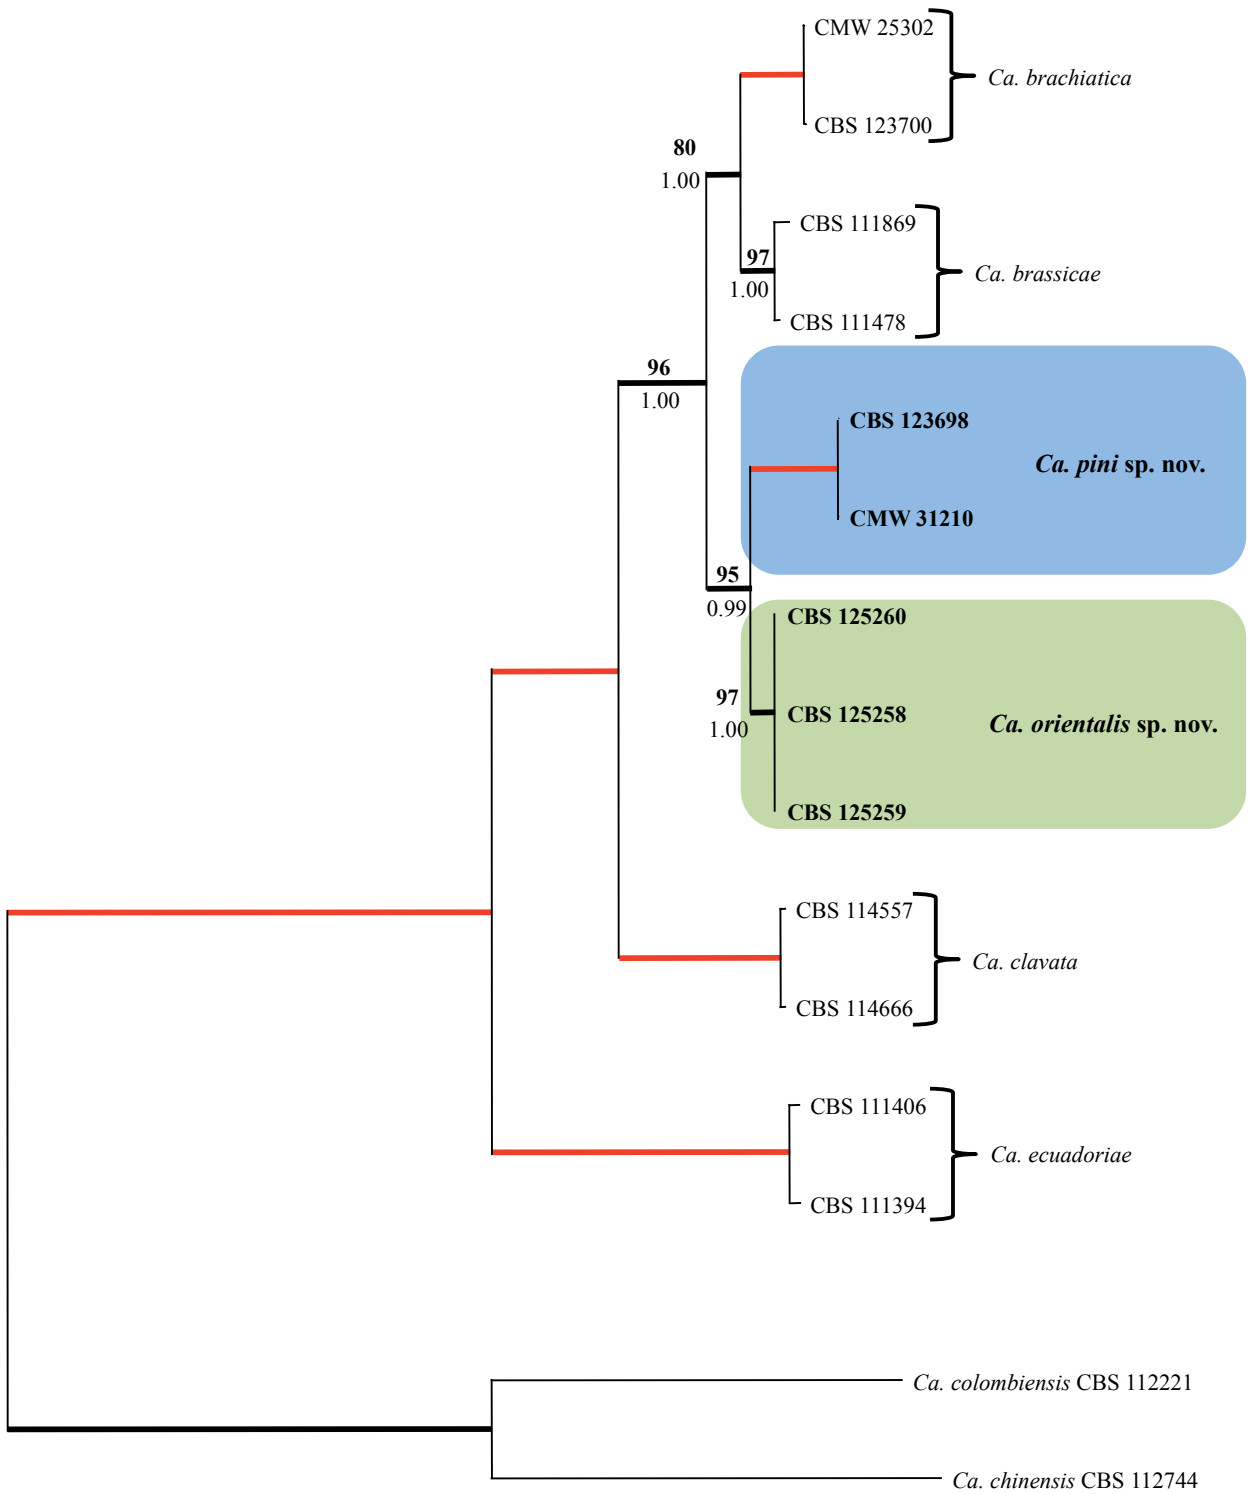 CMW 25302
Ca. brachiatica
CBS 123700
80
1.00
CBS 111869
97
1.00
Ca. brassicae
CBS 111478
96
1.00
CBS 123698
Ca. pini sp. nov.
CMW 31210
95
0.99
CBS 125260
97
1.00
CBS 125258
Ca. orientalis sp. nov.
CBS 125259
CBS 114557
Ca. clavata
CBS 114666
CBS 111406
Ca. ecuadoriae
CBS 111394
Ca. colombiensis CBS 112221
Ca. chinensis CBS 112744